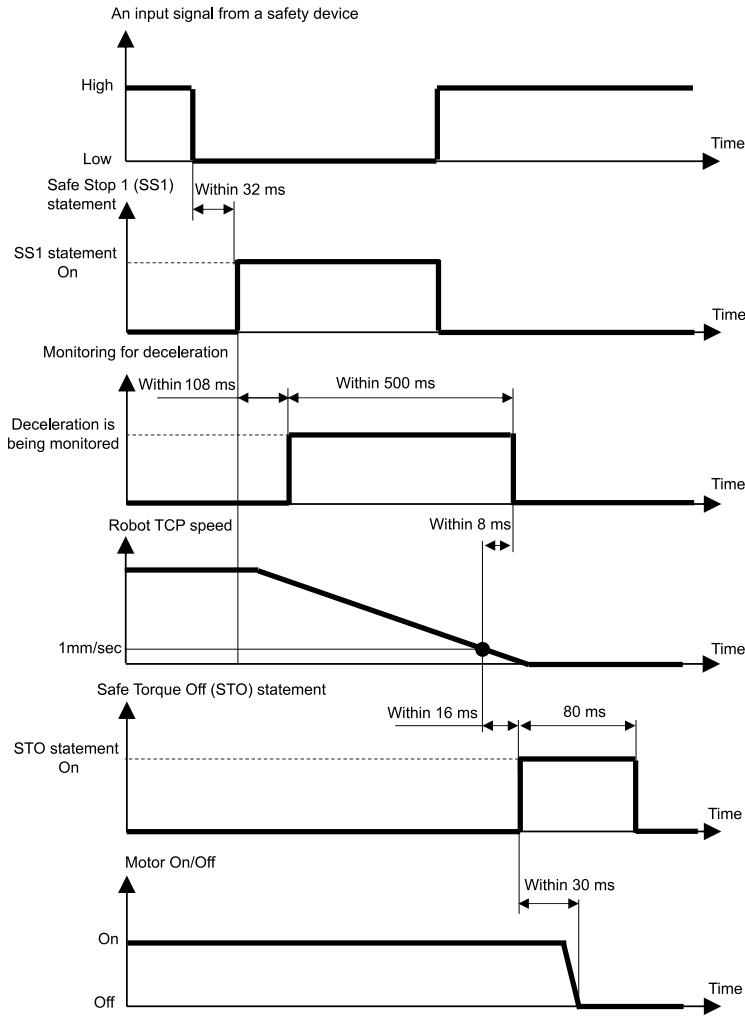 An input signal from a safety device
High
Low
Time
Safe Stop 1 (SS1)
statement
Within 32 ms
SS1 statement
On
Time
Monitoring for deceleration
Within 108 ms
Within 500 ms
Deceleration is
being monitored
Time
Robot TCP speed
Within 8 ms
1mm/sec
Time
Safe Torque Off (STO) statement
Within 16 ms
80 ms
STO statement
On
Time
Motor On/Off
Within 30 ms
On
Off
Time